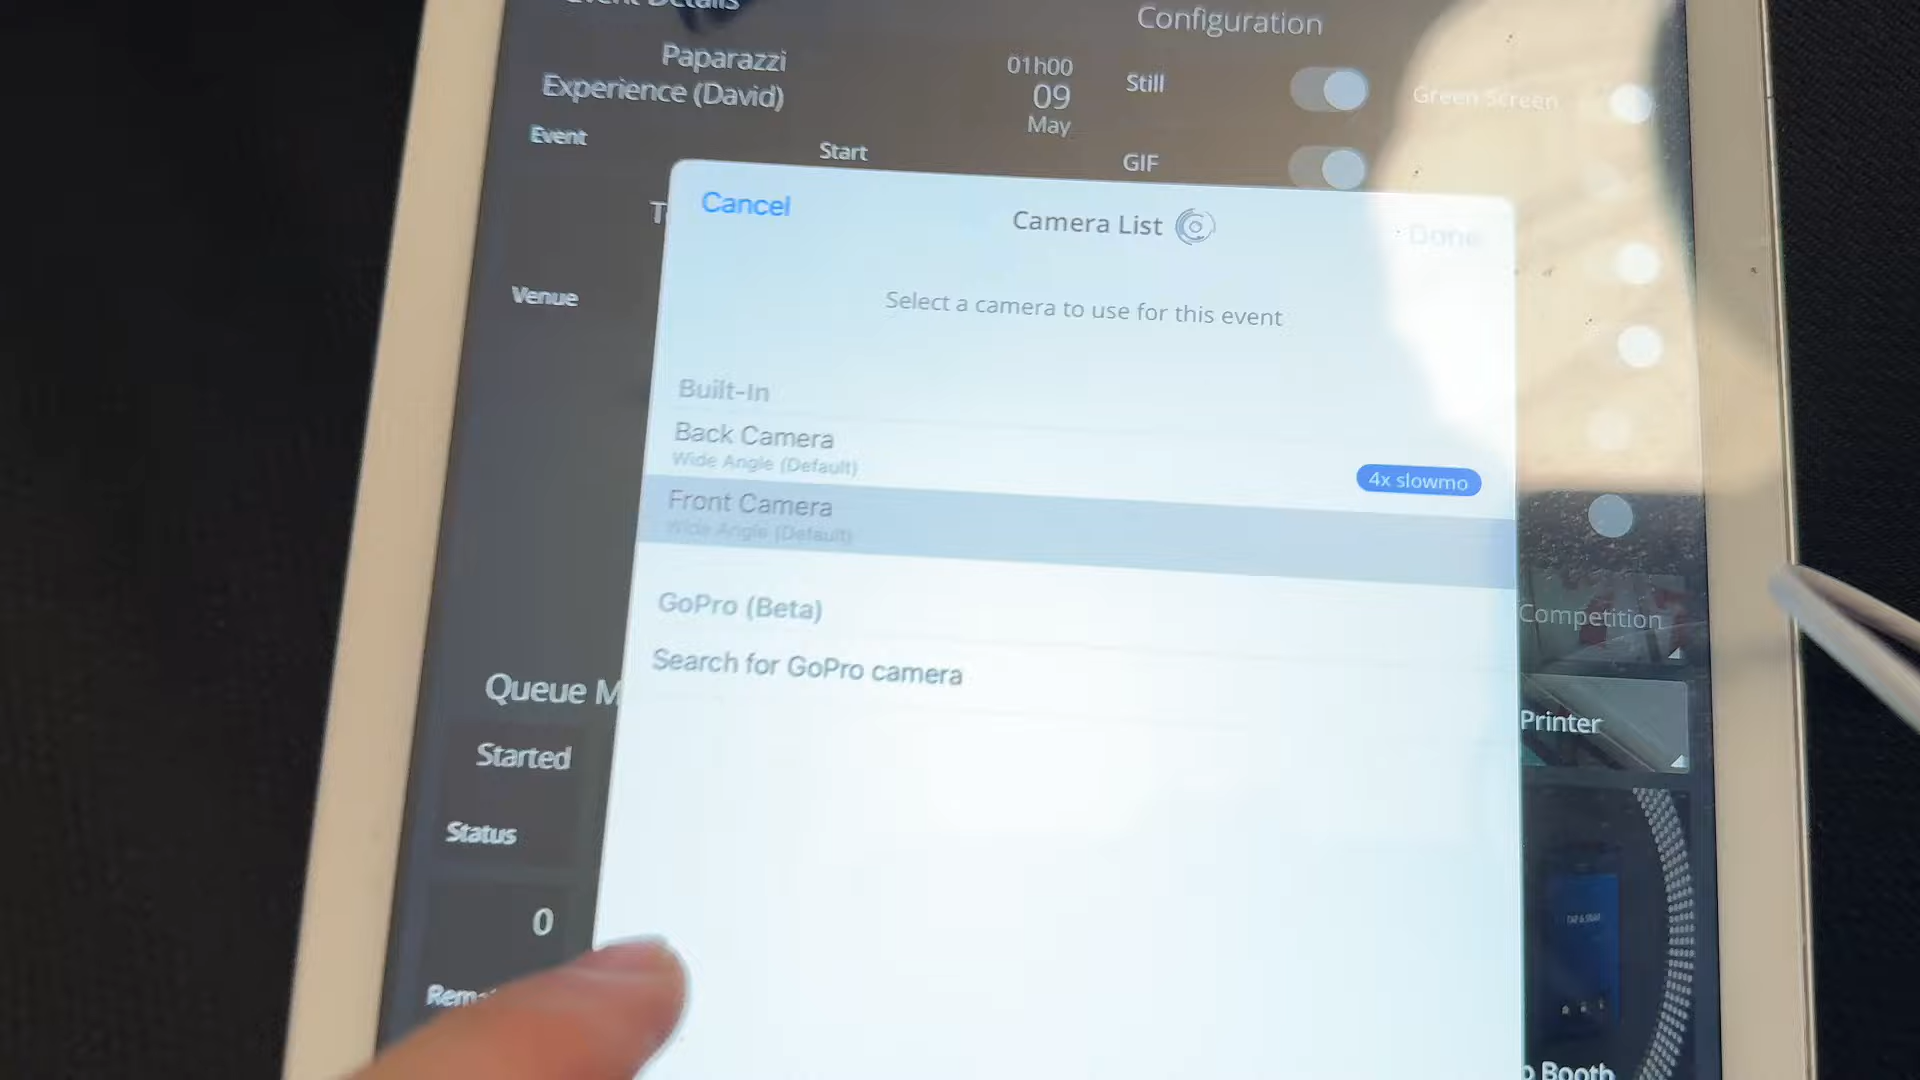 Event Details
Configuration
Paparazzi
Experience (David)
Event
01h00
09
May
Start
Still
Green Screen
GIF
Venue
Cancel
Camera List
Done
Select a camera to use for this event
Built-In
Back Camera
Wide Angle (Default)
4x slowmo
Front Camera
Wide Angle (Default)
GoPro (Beta)
Search for GoPro camera
Competition
Queue M
Printer
Started
Status
0
TAP & SNAP
Booth